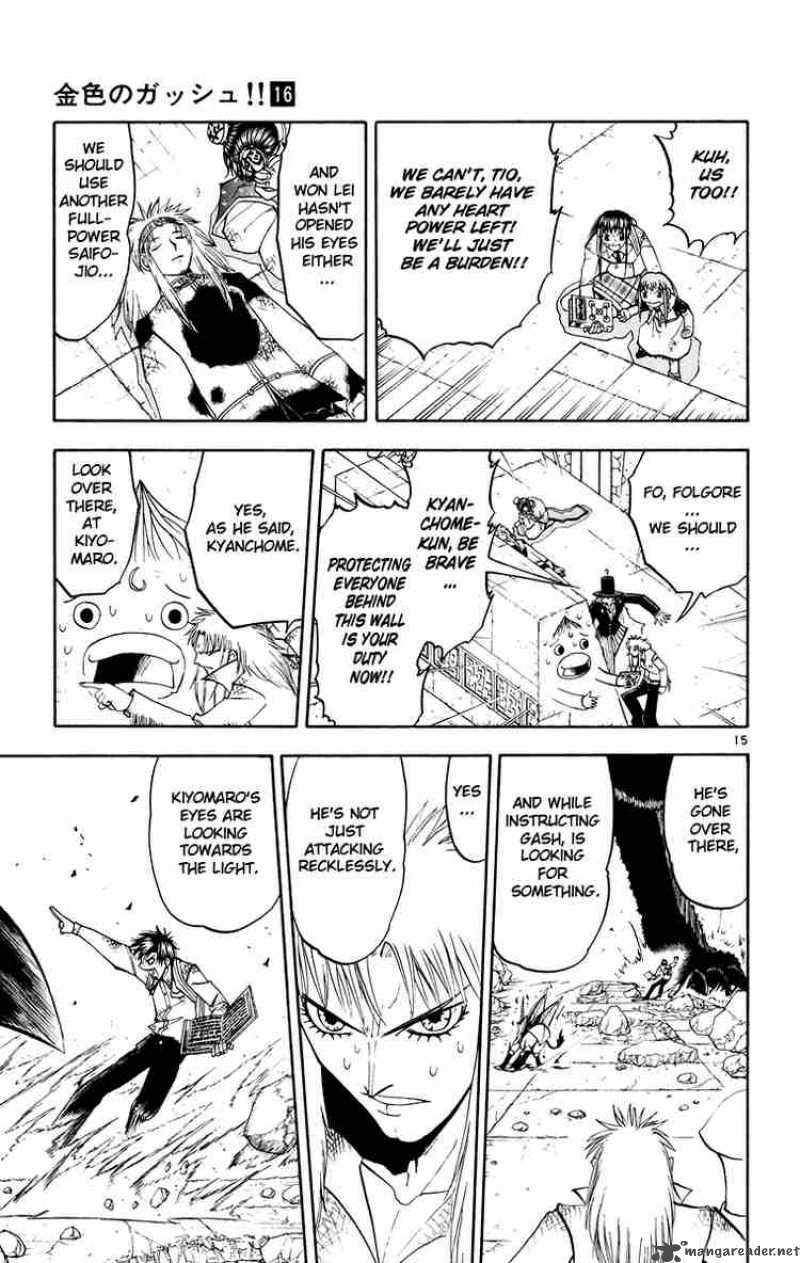 金色のガッシュ!! 16
KUH,
US
TOO!!
WE CAN'T, TIO,
WE BARELY HAVE
ANY HEART
POWER LEFT!
WE'LL JUST
BE A BURDEN!!
AND
WON LEI
HASN'T
OPENED
HIS EYES
EITHER
...
WE
SHOULD
USE
ANOTHER
FULL-
POWER
SAIFO-
JIO...
FO, FOLGORE
...
WE SHOULD
...
KYAN-
CHOME-
KUN, BE
BRAVE
...
PROTECTING
EVERYONE
BEHIND
THIS WALL
IS YOUR
DUTY
NOW!!
YES,
AS HE SAID,
KYANCHOME.
LOOK
OVER
THERE,
AT
KIYO-
MARO.
15
HE'S
GONE
OVER
THERE,
AND WHILE
INSTRUCTING
GASH, IS
LOOKING
FOR
SOMETHING.
YES
...
HE'S NOT
JUST
ATTACKING
RECKLESSLY.
KIYOMARO'S
EYES ARE
LOOKING
TOWARDS
THE LIGHT.
mangareader.net